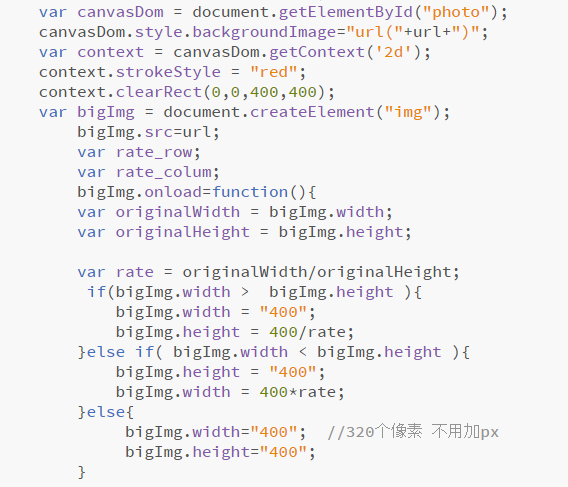 var canvasDom = document.getElementById("photo");
canvasDom.style.backgroundImage="url("+url+")";
var context = canvasDom.getContext('2d');
context.strokeStyle = "red";
context.clearRect(0,0,400,400);
var bigImg = document.createElement("img");
    bigImg.src=url;
    var rate_row;
    var rate_colum;
    bigImg.onload=function(){
    var originalWidth = bigImg.width;
    var originalHeight = bigImg.height;

    var rate = originalWidth/originalHeight;
     if(bigImg.width >  bigImg.height ){
        bigImg.width = "400";
        bigImg.height = 400/rate;
    }else if( bigImg.width < bigImg.height ){
        bigImg.height = "400";
        bigImg.width = 400*rate;
    }else{
         bigImg.width="400";  //320个像素 不用加px
         bigImg.height="400";
    }